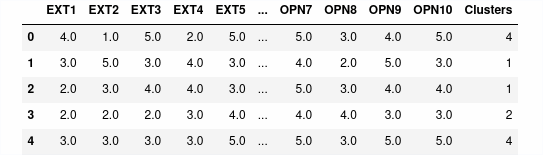 EXT1 EXT2 EXT3 EXT4 EXT5 ... OPN7 OPN8 OPN9 OPN10 Clusters
0 4.0 1.0 5.0 2.0 5.0 ... 5.0 3.0 4.0 5.0 4
1 3.0 5.0 3.0 4.0 3.0 ... 4.0 2.0 5.0 3.0 1
2 2.0 3.0 4.0 4.0 3.0 ... 5.0 3.0 4.0 4.0 1
3 2.0 2.0 2.0 3.0 4.0 ... 4.0 4.0 3.0 3.0 2
4 3.0 3.0 3.0 3.0 5.0 ... 5.0 3.0 5.0 5.0 4